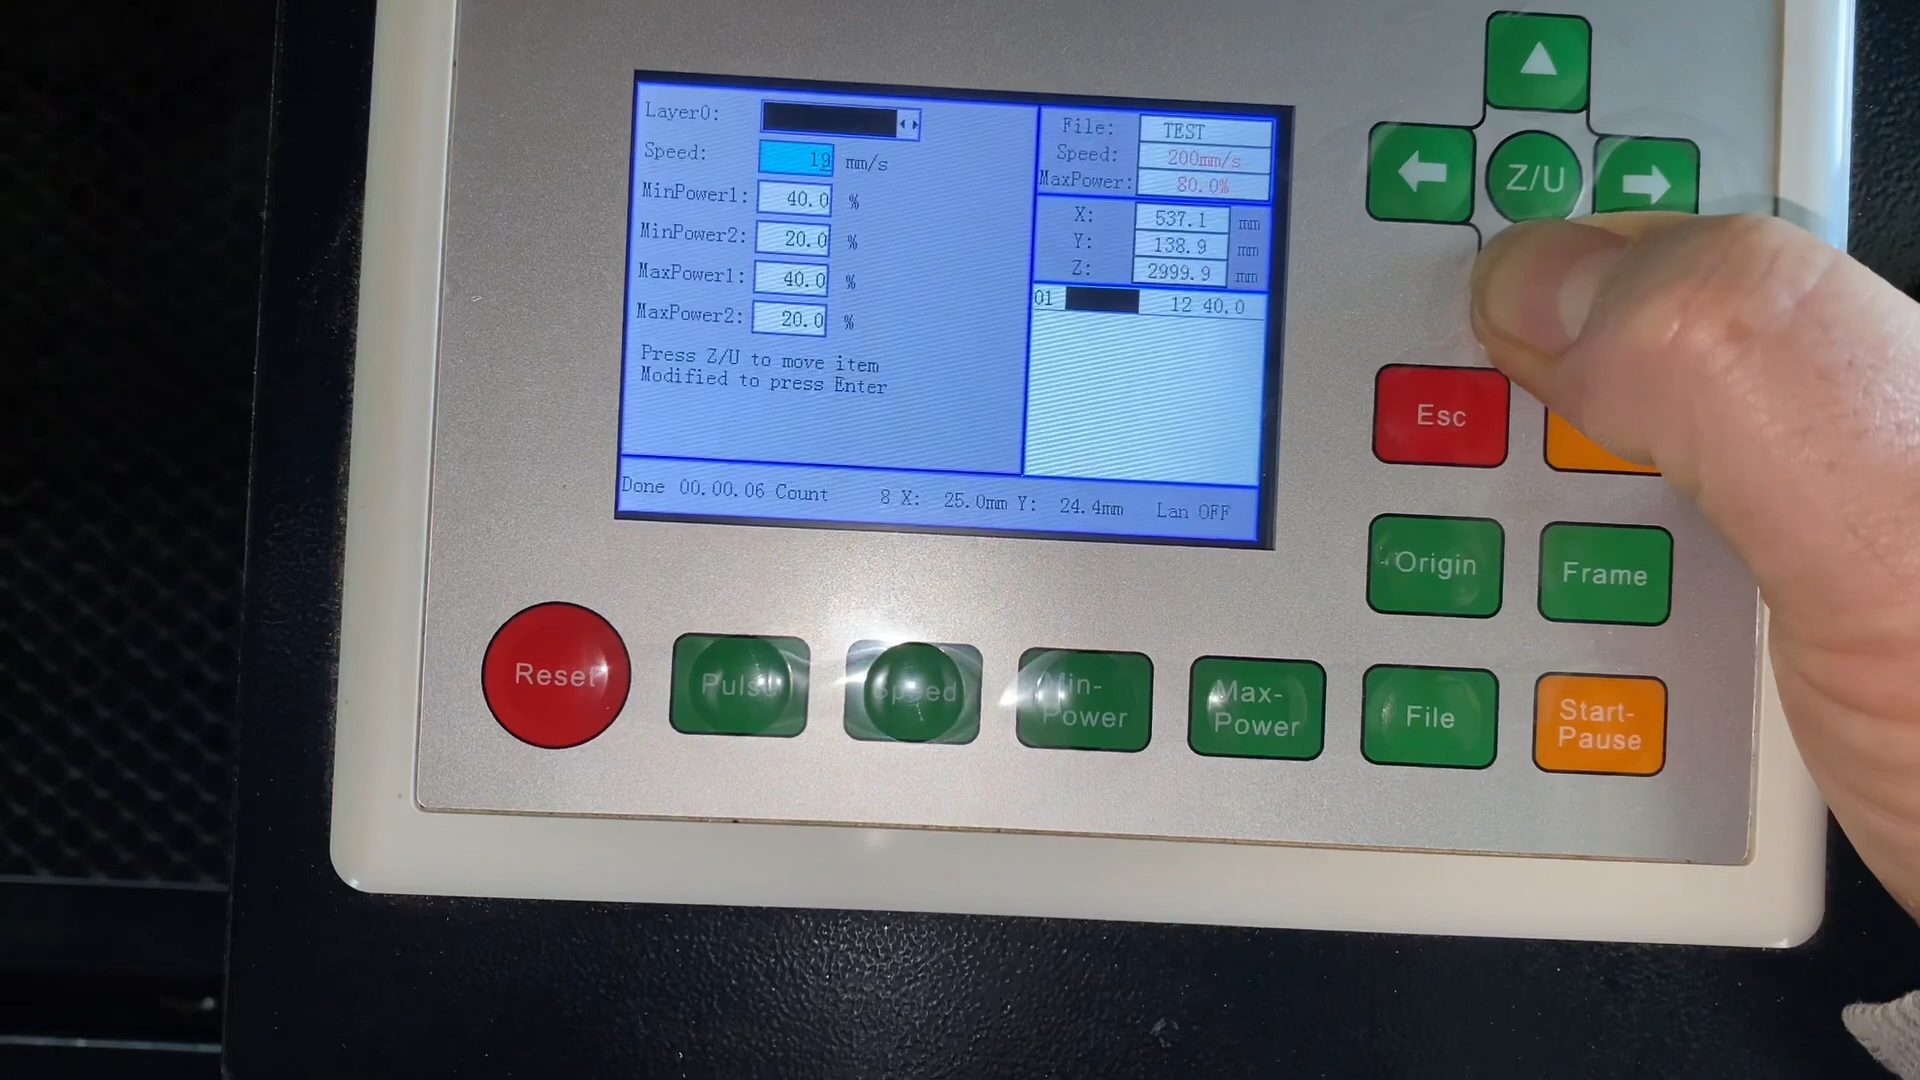 Layer0:
Speed: 19 mm/s
MinPower1: 40.0 %
MinPower2: 20.0 %
MaxPower1: 40.0 %
MaxPower2: 20.0 %
Press Z/U to move item
Modified to press Enter
File: TEST
Speed: 200mm/s
MaxPower: 80.0%
X: 537.1 mm
Y: 138.9 mm
Z: 2999.9 mm
01 12 40.0
Done 00.00.06 Count 8 X: 25.0mm Y: 24.4mm Lan OFF
Z/U
Esc
Origin
Frame
Reset
Pulse
Speed
Min-
Power
Max-
Power
File
Start-
Pause